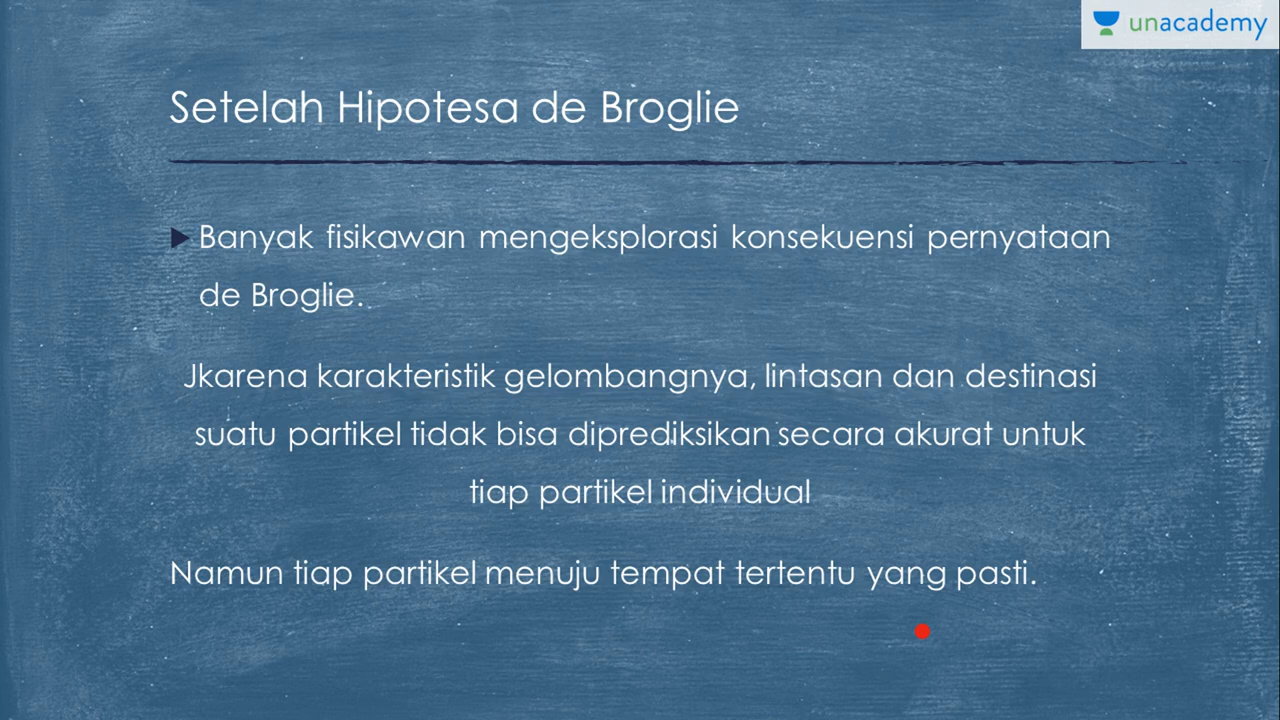 unacademy
Setelah Hipotesa de Broglie
Banyak fisikawan mengeksplorasi konsekuensi pernyataan
de Broglie.
Jkarena karakteristik gelombangnya, lintasan dan destinasi
suatu partikel tidak bisa diprediksikan secara akurat untuk
tiap partikel individual
Namun tiap partikel menuju tempat tertentu yang pasti.